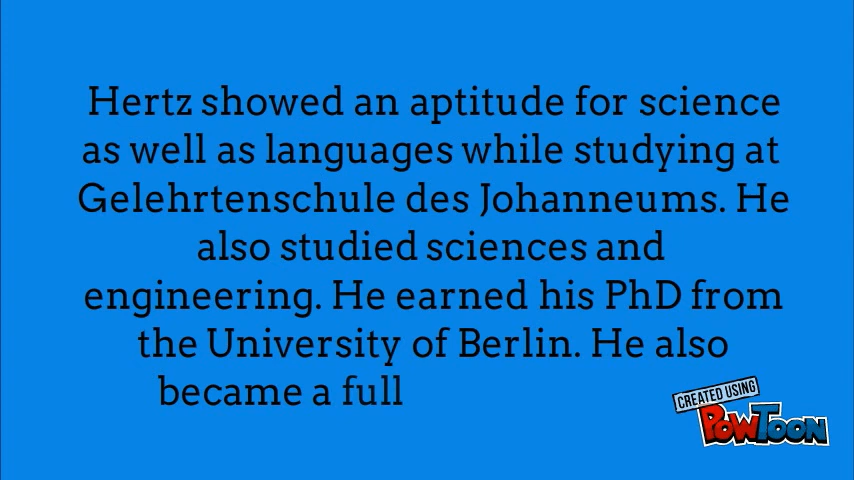 Hertz showed an aptitude for science
as well as languages while studying at
Gelehrtenschule des Johanneums. He
also studied sciences and
engineering. He earned his PhD from
the University of Berlin. He also
became a full
CREATED USING
POWTOON